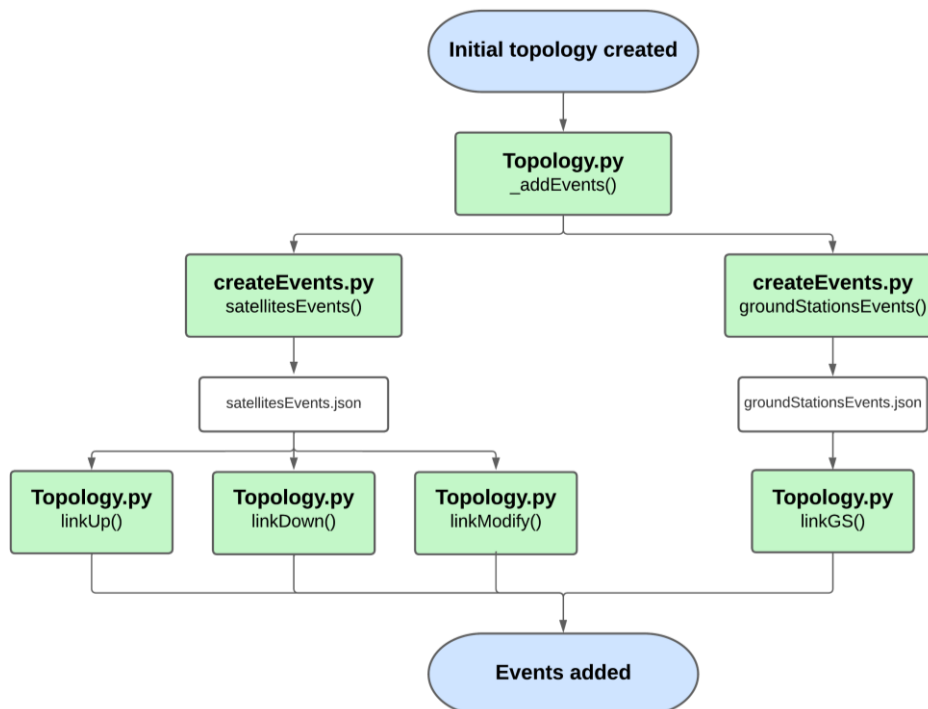 Initial topology created
Topology.py
_addEvents()
createEvents.py
satellitesEvents()
createEvents.py
groundStationsEvents()
satellitesEvents.json
groundStationsEvents.json
Topology.py
linkUp()
Topology.py
linkDown()
Topology.py
linkModify()
Topology.py
linkGS()
Events added